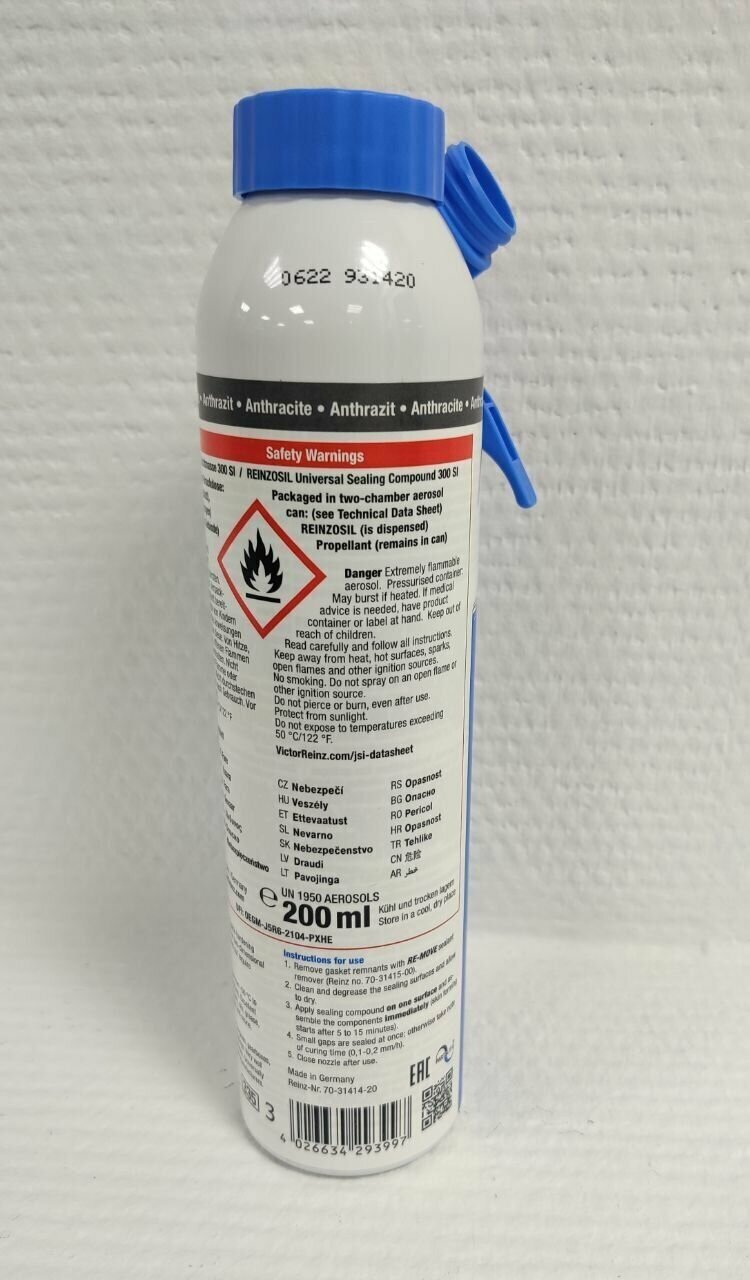 0622 931420
Anthrazit • Anthracite • Anthrazit • Anthracite •
Safety Warnings
300 SI / REINZOSIL Universal Sealing Compound 300 SI
Packaged in two-chamber aerosol
can: (see Technical Data Sheet)
REINZOSIL (is dispensed)
Propellant (remains in can)
Danger Extremely flammable
aerosol. Pressurised container:
May burst if heated. If medical
advice is needed, have product
container or label at hand. Keep out of
reach of children.
Read carefully and follow all instructions.
Keep away from heat, hot surfaces, sparks,
open flames and other ignition sources.
No smoking. Do not spray on an open flame or
other ignition source.
Do not pierce or burn, even after use.
Protect from sunlight.
Do not expose to temperatures exceeding
50 °C/122 °F.
VictorReinz.com/jsi-datasheet
CZ Nebezpečí
HU Veszély
ET Ettevaatust
SL Nevarno
SK Nebezpečenstvo
LV Draudi
LT Pavojinga
RS Opasnost
BG Опасно
RO Pericol
HR Opasnost
TR Tehlike
CN 危险
AR خطر
UN 1950 AEROSOLS
℮ 200 ml
Kühl und trocken lagern
Store in a cool, dry place
UFI: QEGM-J5R6-2104-PXHE
Instructions for use
1. Remove gasket remnants with RE-MOVE sealant
remover (Reinz no. 70-31415-00).
2. Clean and degrease the sealing surfaces and allow
to dry.
3. Apply sealing compound on one surface and as-
semble the components immediately (skin forming
starts after 5 to 15 minutes).
4. Small gaps are sealed at once; otherwise take note
of curing time (0,1-0,2 mm/h).
5. Close nozzle after use.
Made in Germany
Reinz-Nr. 70-31414-20
EAC
3
4 026634 293997